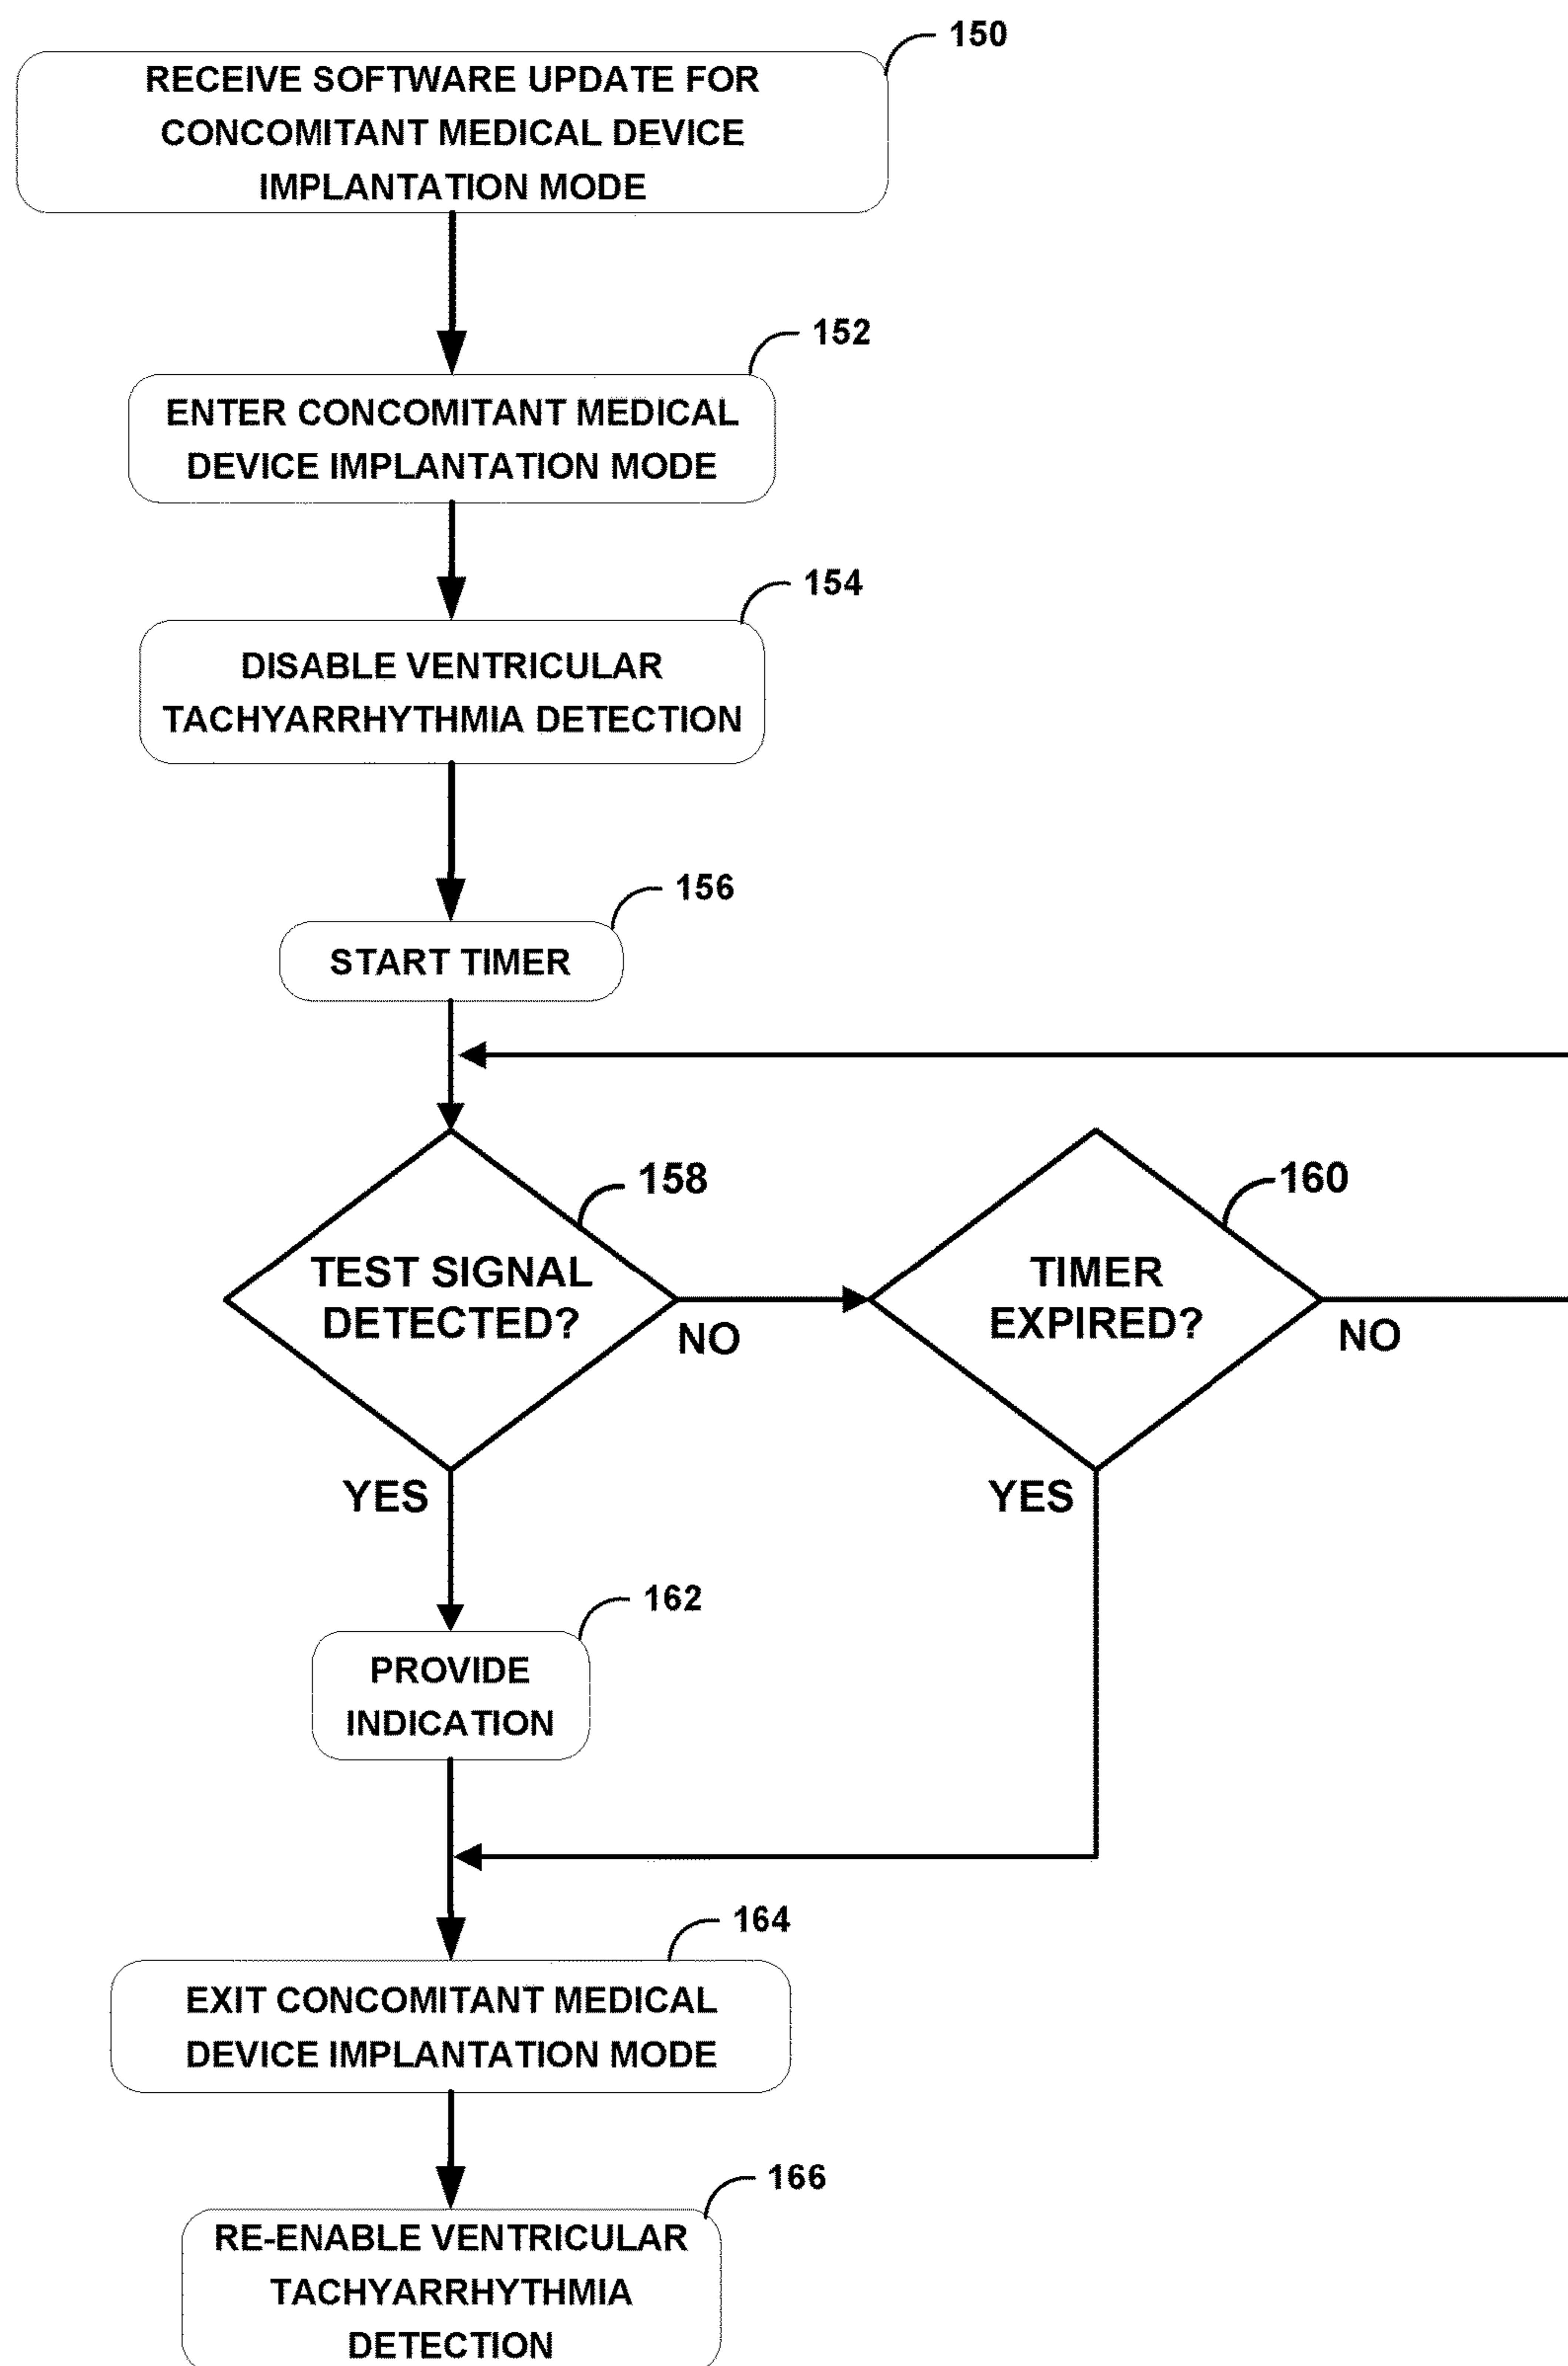 150
RECEIVE SOFTWARE UPDATE FOR
CONCOMITANT MEDICAL DEVICE
IMPLANTATION MODE
152
ENTER CONCOMITANT MEDICAL
DEVICE IMPLANTATION MODE
154
DISABLE VENTRICULAR
TACHYARRHYTHMIA DETECTION
156
START TIMER
158
TEST SIGNAL
DETECTED?
NO
YES
160
TIMER
EXPIRED?
NO
YES
162
PROVIDE
INDICATION
164
EXIT CONCOMITANT MEDICAL
DEVICE IMPLANTATION MODE
166
RE-ENABLE VENTRICULAR
TACHYARRHYTHMIA
DETECTION